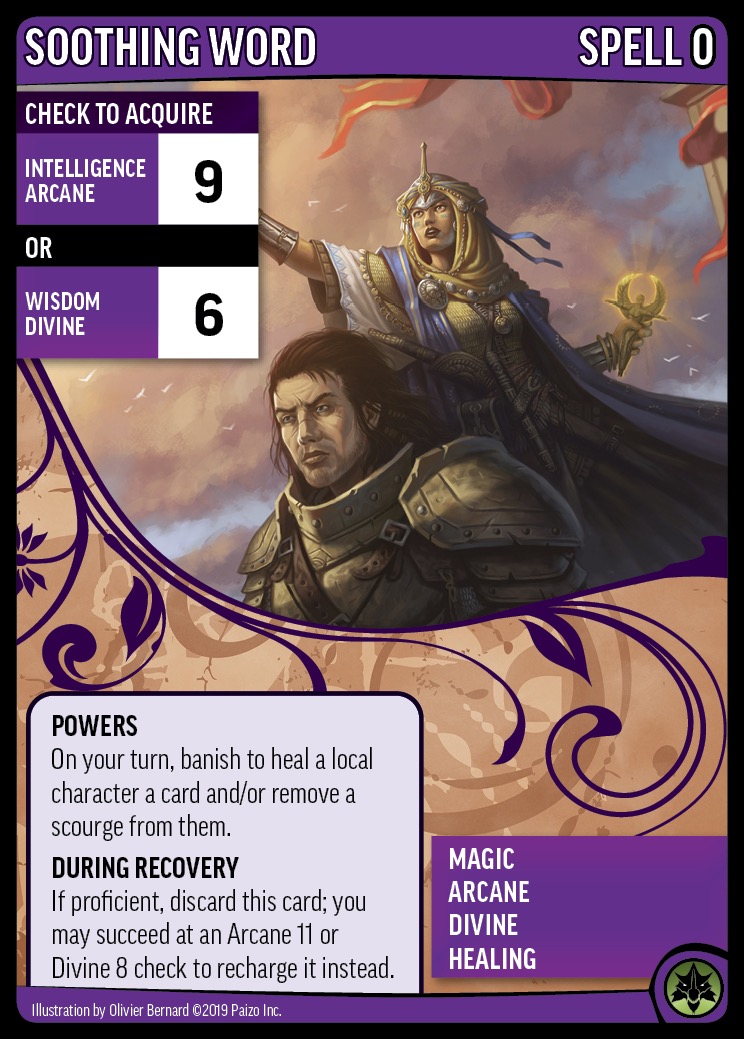 SOOTHING WORD
SPELL 0
CHECK TO ACQUIRE
INTELLIGENCE
ARCANE
9
OR
WISDOM
DIVINE
6
POWERS
On your turn, banish to heal a local
character a card and/or remove a
scourge from them.
DURING RECOVERY
If proficient, discard this card; you
may succeed at an Arcane 11 or
Divine 8 check to recharge it instead.
MAGIC
ARCANE
DIVINE
HEALING
Illustration by Olivier Bernard ©2019 Paizo Inc.